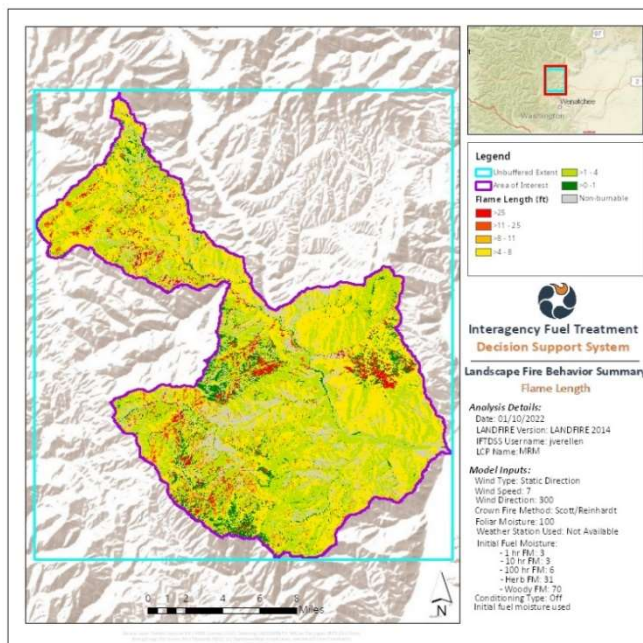 97
Wenatchee
Washington
Legend
Unbuffered Extent
Area of Interest
Flame Length (ft)
>25
>11 - 25
>8 - 11
>4 - 8
>1 - 4
>0 -1
Non-burnable
Interagency Fuel Treatment
Decision Support System
Landscape Fire Behavior Summary
Flame Length
Analysis Details:
Date: 01/10/2022
LANDFIRE Version: LANDFIRE 2014
IFTDSS Username: jverellen
LCP Name: MRM
Model Inputs:
Wind Type: Static Direction
Wind Speed: 7
Wind Direction: 300
Crown Fire Method: Scott/Reinhardt
Foliar Moisture: 100
Weather Station Used: Not Available
Initial Fuel Moisture:
- 1 hr FM: 3
- 10 hr FM: 3
- 100 hr FM: 6
- Herb FM: 31
- Woody FM: 70
Conditioning Type: Off
Initial fuel moisture used
0 1 2 4 6 8
Miles
N